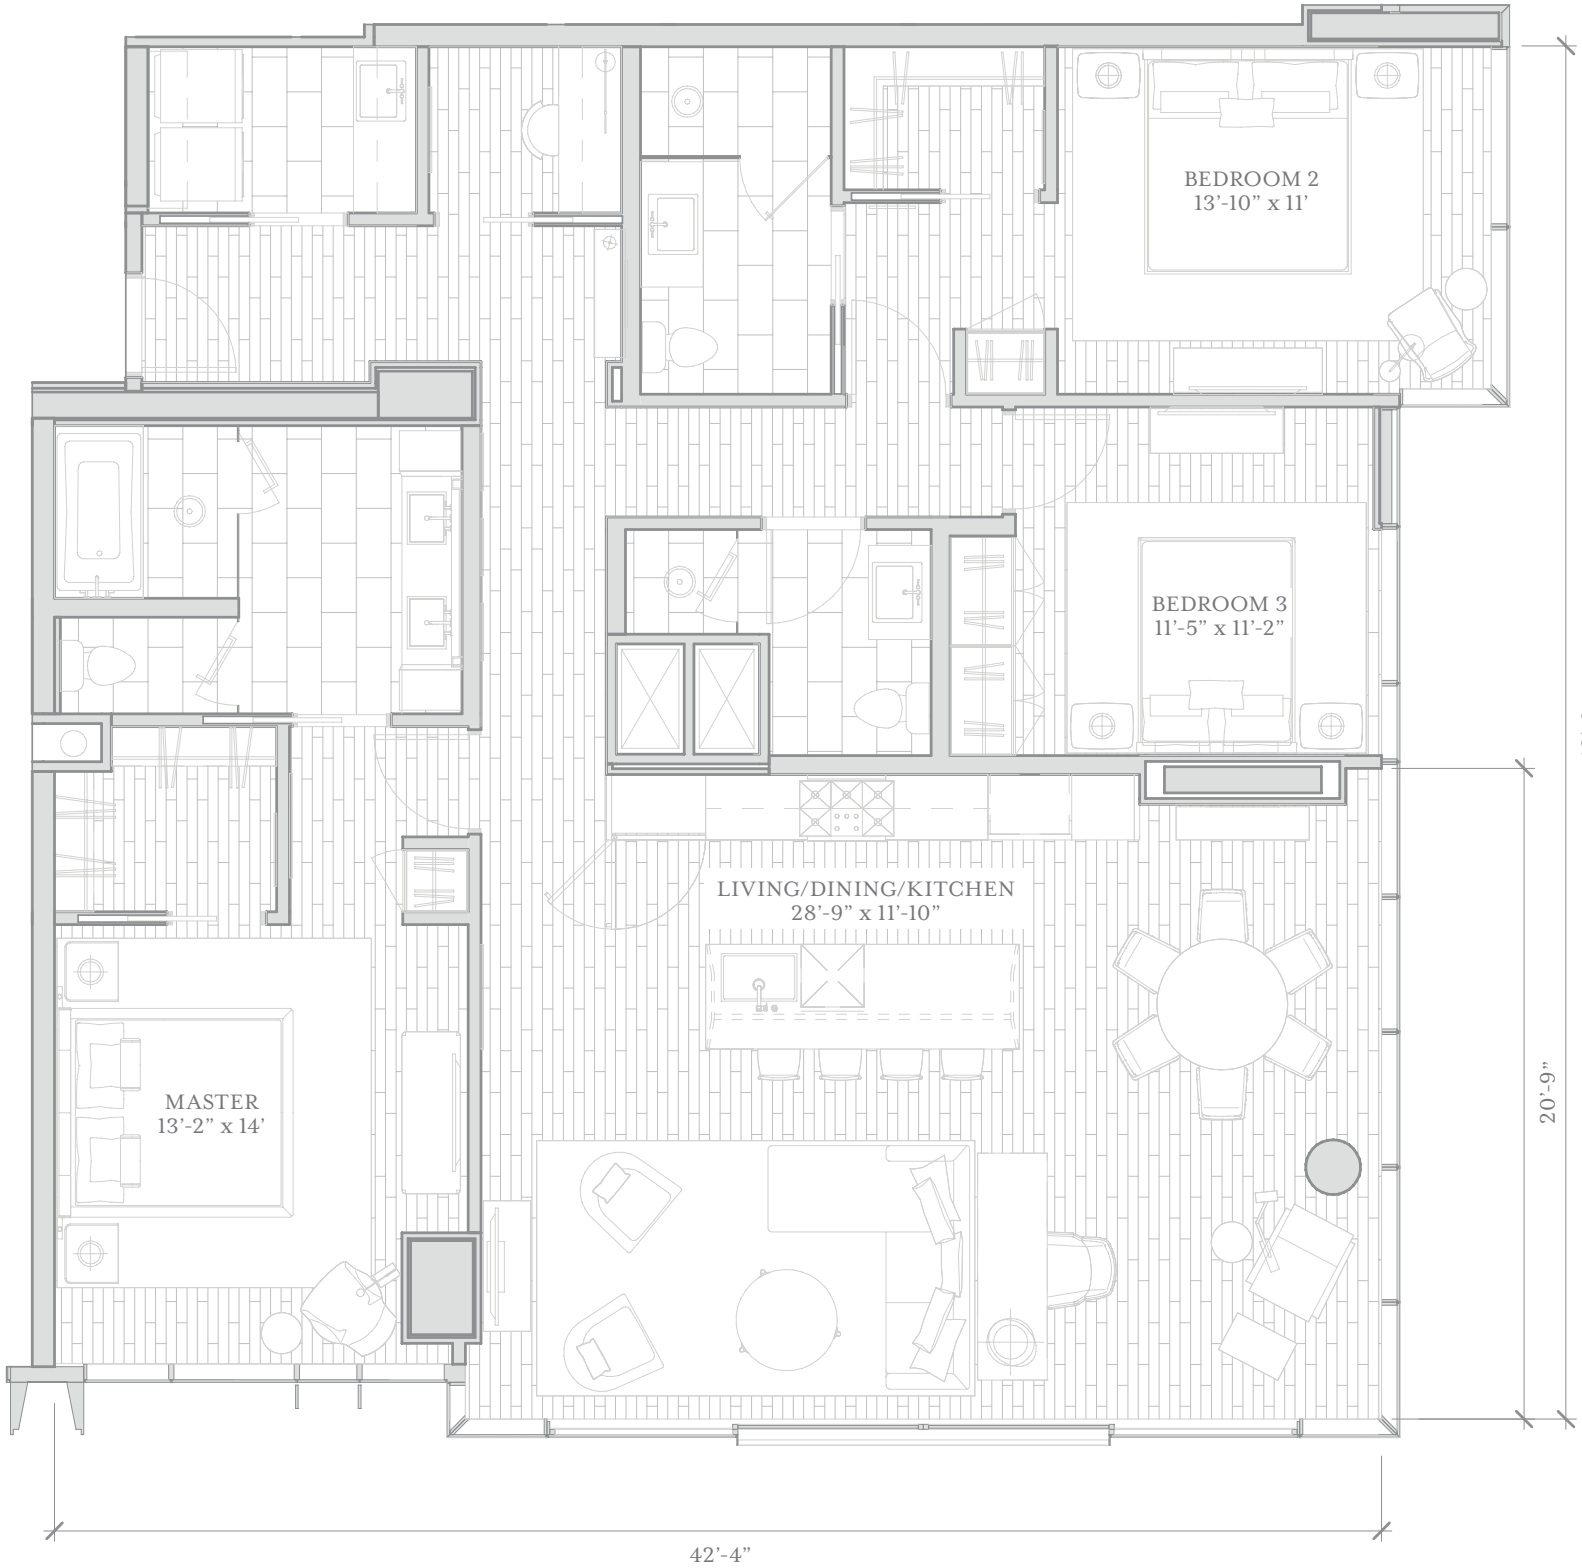 BEDROOM 2
13'-10” x 11'
BEDROOM 3
11'-5” x 11'-2”
LIVING/DINING/KITCHEN
28'-9” x 11'-10”
MASTER
13'-2” x 14'
20'-9”
42'-4”